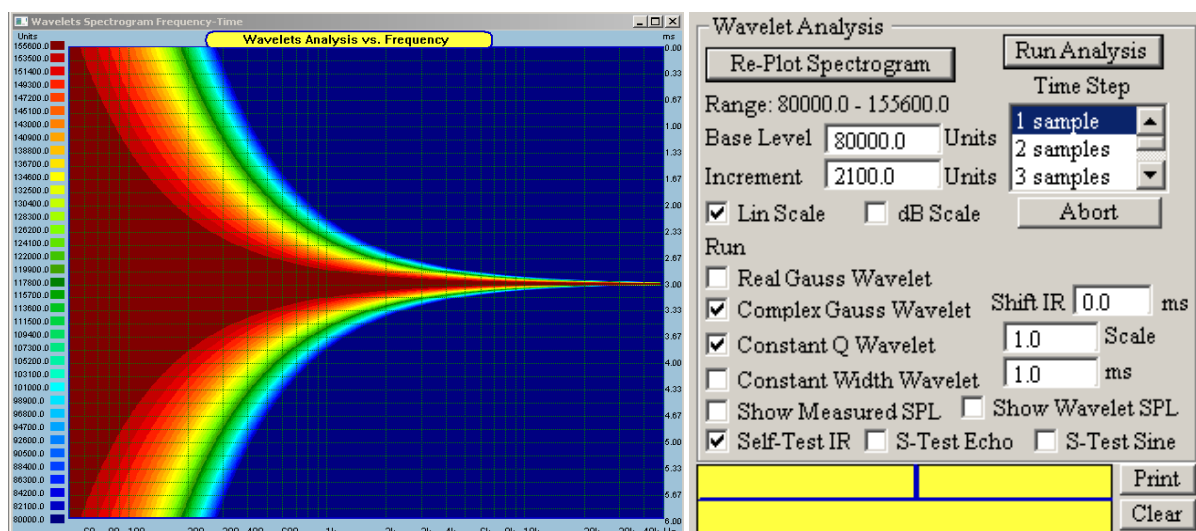 Wavelets Spectrogram Frequency-Time
Units
Wavelets Analysis vs. Frequency
ms
155600.0
153500.0
151400.0
149300.0
147200.0
145100.0
143000.0
140900.0
138800.0
136700.0
134600.0
132500.0
130400.0
128300.0
126200.0
124100.0
122000.0
119900.0
117800.0
115700.0
113600.0
111500.0
109400.0
107300.0
105200.0
103100.0
101000.0
98900.0
96800.0
94700.0
92600.0
90500.0
88400.0
86300.0
84200.0
82100.0
80000.0
0.00
0.33
0.67
1.00
1.33
1.67
2.00
2.33
2.67
3.00
3.33
3.67
4.00
4.33
4.67
5.00
5.33
5.67
6.00
Wavelet Analysis
Re-Plot Spectrogram
Run Analysis
Range: 80000.0 - 155600.0
Time Step
Base Level 80000.0 Units
1 sample
2 samples
3 samples
Increment 2100.0 Units
Lin Scale
dB Scale
Abort
Run
Real Gauss Wavelet
Complex Gauss Wavelet
Shift IR 0.0 ms
Constant Q Wavelet
1.0 Scale
Constant Width Wavelet
1.0 ms
Show Measured SPL
Show Wavelet SPL
Self-Test IR
S-Test Echo
S-Test Sine
Print
Clear